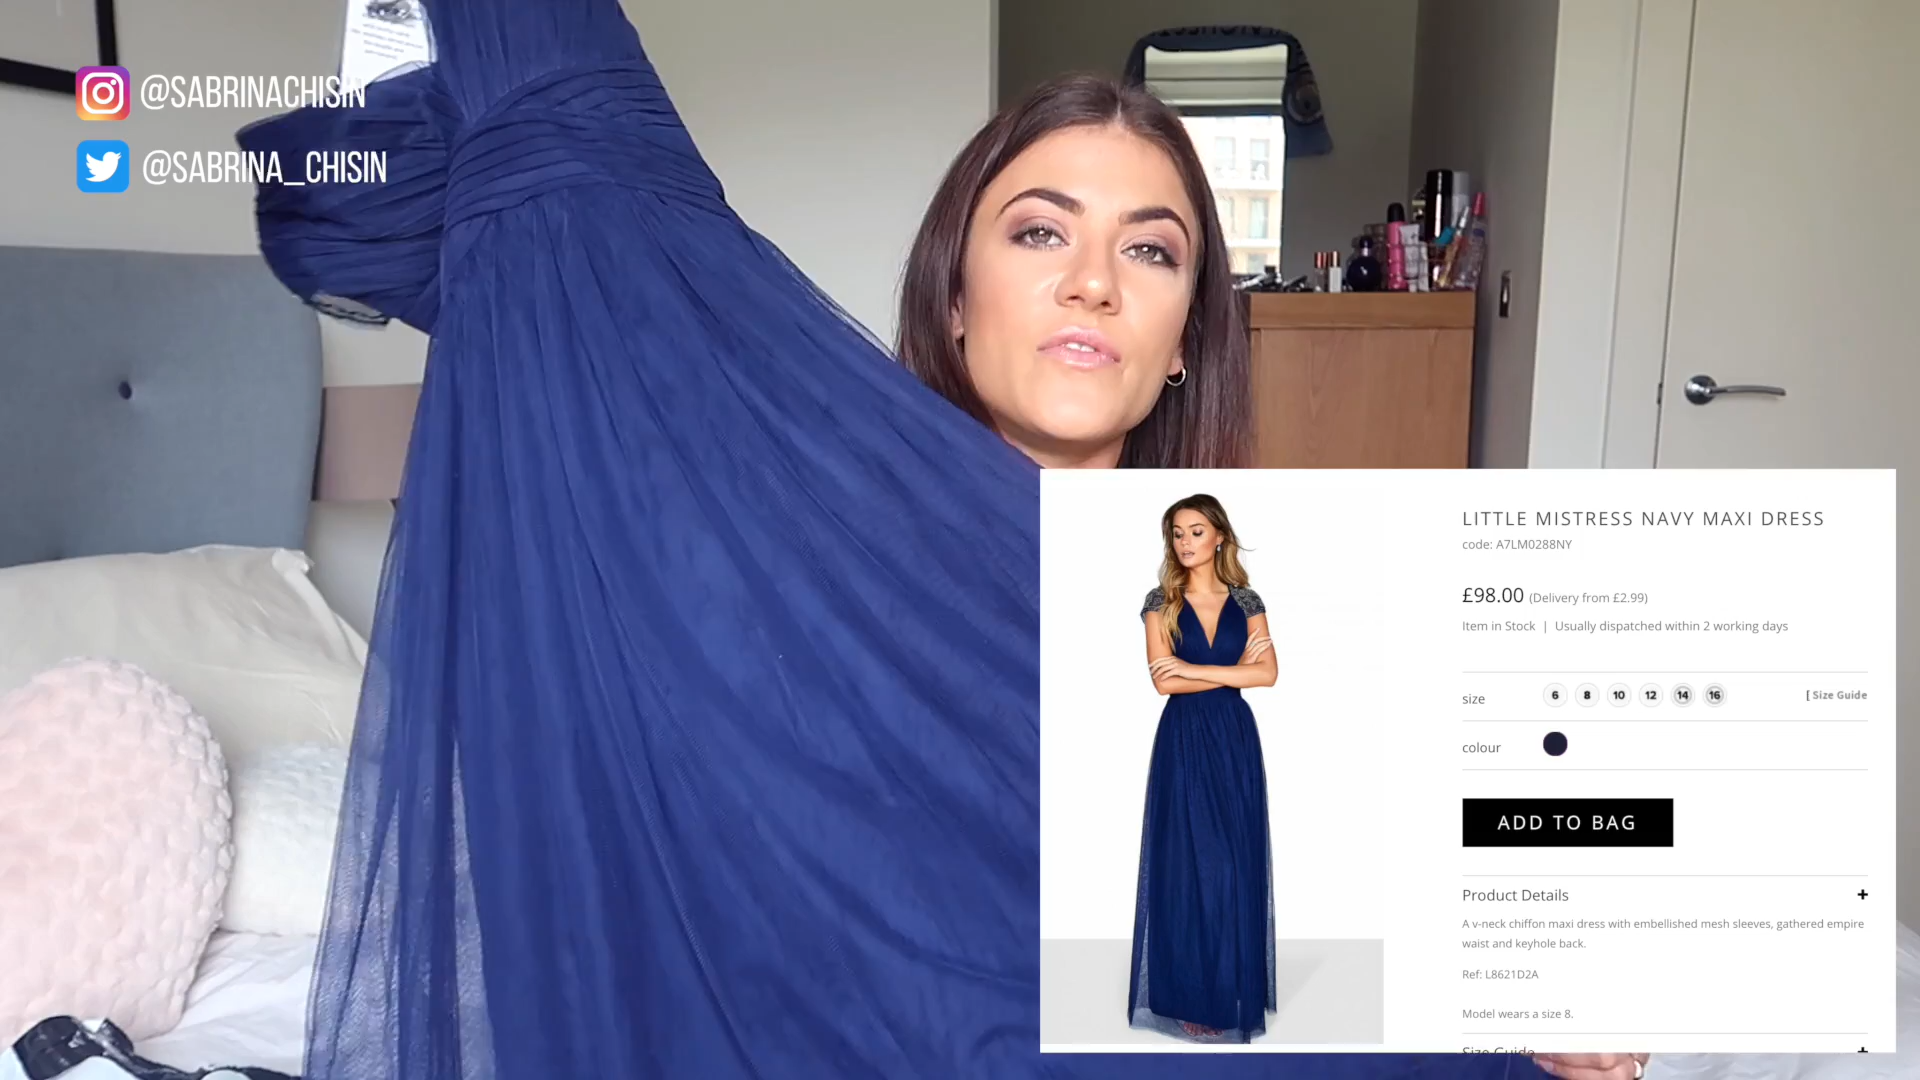 @SABRINACHISIN
@SABRINA_CHISIN
LITTLE MISTRESS NAVY MAXI DRESS
code: A7LM0288NY
£98.00 (Delivery from £2.99)
Item in Stock | Usually dispatched within 2 working days
size 6 8 10 12 14 16 [ Size Guide
colour
ADD TO BAG
Product Details +
A v-neck chiffon maxi dress with embellished mesh sleeves, gathered empire
waist and keyhole back.
Ref: L8621D2A
Model wears a size 8.
Size Guide +